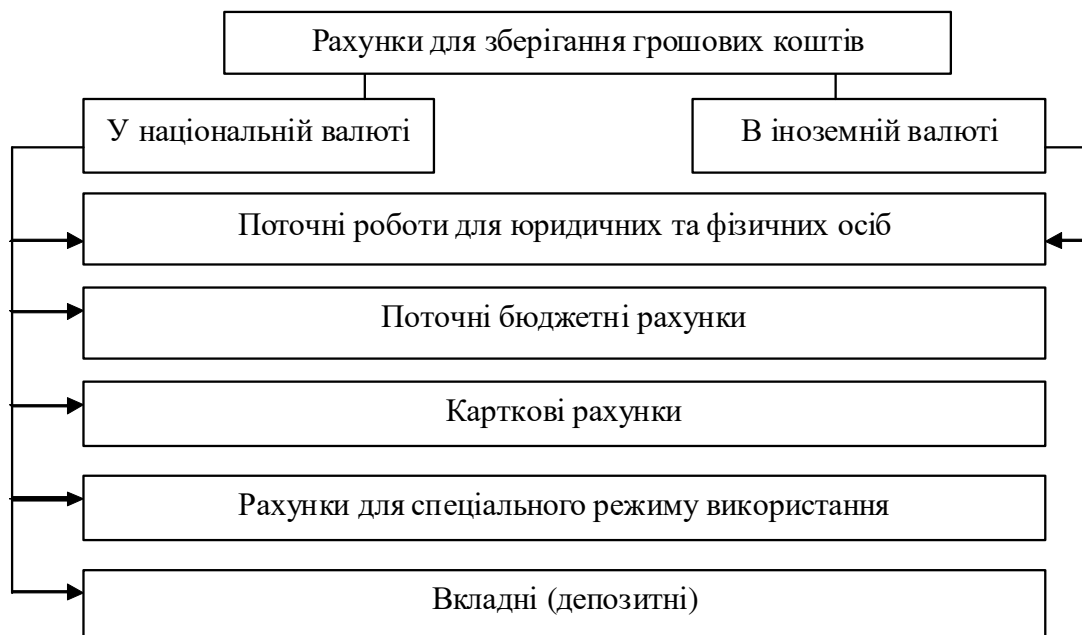 Рахунки для зберігання грошових коштів
У національній валюті
В іноземній валюті
Поточні роботи для юридичних та фізичних осіб
Поточні бюджетні рахунки
Карткові рахунки
Рахунки для спеціального режиму використання
Вкладні (депозитні)